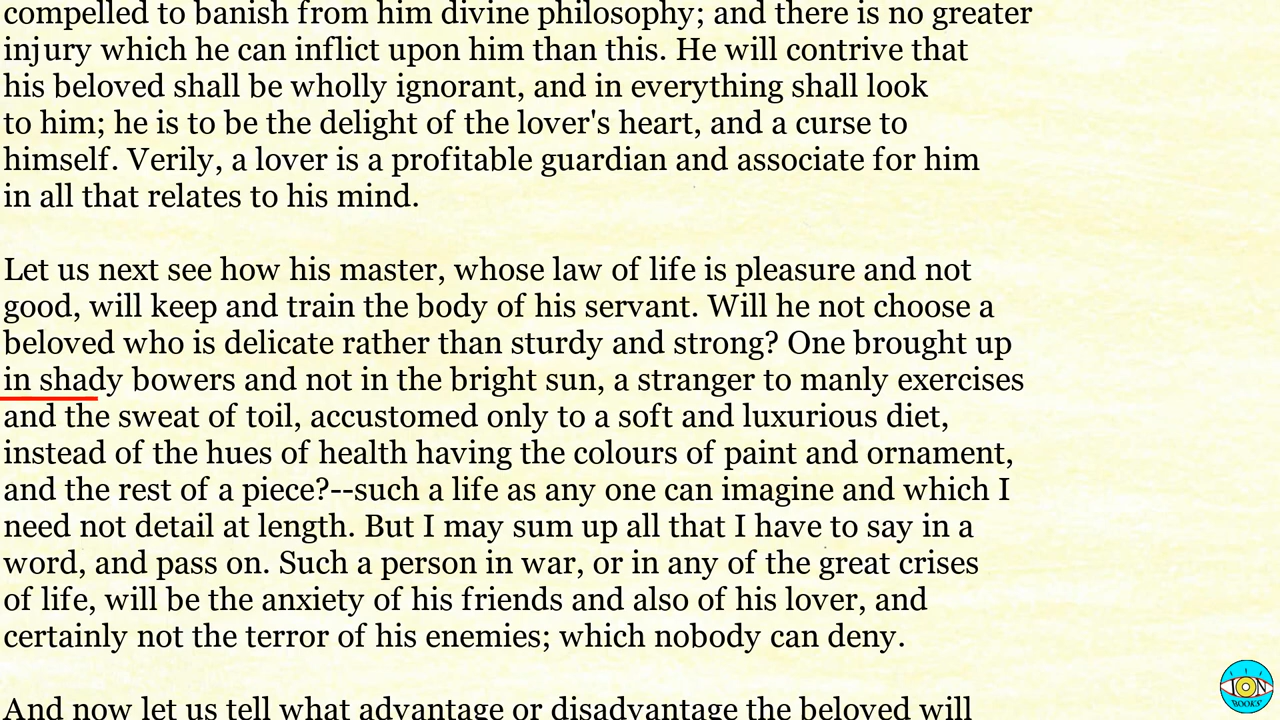 compelled to banish from him divine philosophy; and there is no greater
injury which he can inflict upon him than this. He will contrive that
his beloved shall be wholly ignorant, and in everything shall look
to him; he is to be the delight of the lover's heart, and a curse to
himself. Verily, a lover is a profitable guardian and associate for him
in all that relates to his mind.
Let us next see how his master, whose law of life is pleasure and not
good, will keep and train the body of his servant. Will he not choose a
beloved who is delicate rather than sturdy and strong? One brought up
in shady bowers and not in the bright sun, a stranger to manly exercises
and the sweat of toil, accustomed only to a soft and luxurious diet,
instead of the hues of health having the colours of paint and ornament,
and the rest of a piece?--such a life as any one can imagine and which I
need not detail at length. But I may sum up all that I have to say in a
word, and pass on. Such a person in war, or in any of the great crises
of life, will be the anxiety of his friends and also of his lover, and
certainly not the terror of his enemies; which nobody can deny.
And now let us tell what advantage or disadvantage the beloved will
ION
BOOKS